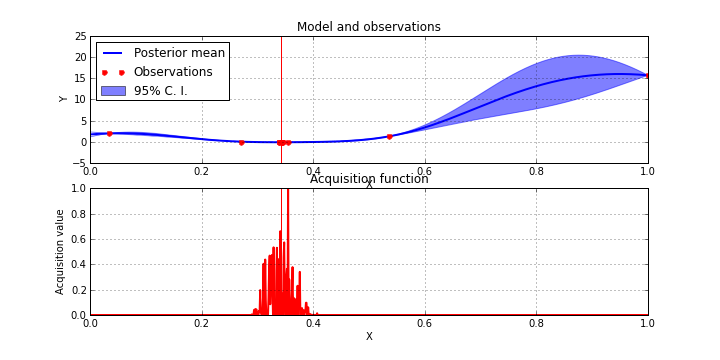 Model and observations
25
20
15
10
5
0
−5
Y
Posterior mean
Observations
95% C. I.
0.0 0.2 0.4 0.6 0.8 1.0
X
Acquisition function
1.0
0.8
0.6
0.4
0.2
0.0
Acquisition value
0.0 0.2 0.4 0.6 0.8 1.0
X